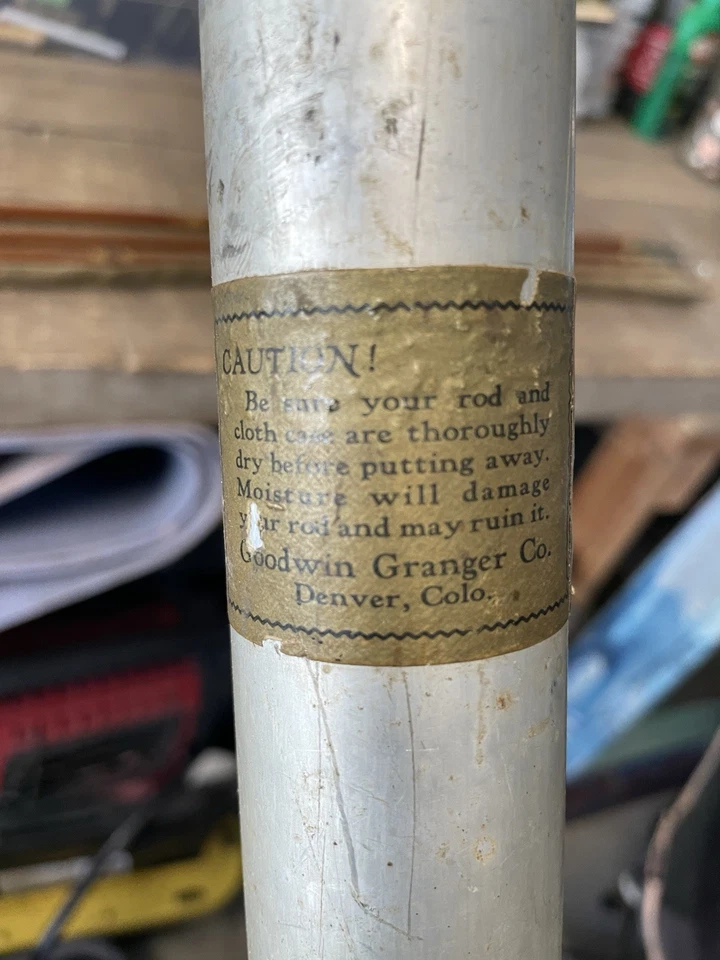 CAUTION!
Be sure your rod and
cloth case are thoroughly
dry before putting away.
Moisture will damage
your rod and may ruin it.
Goodwin Granger Co.
Denver, Colo.